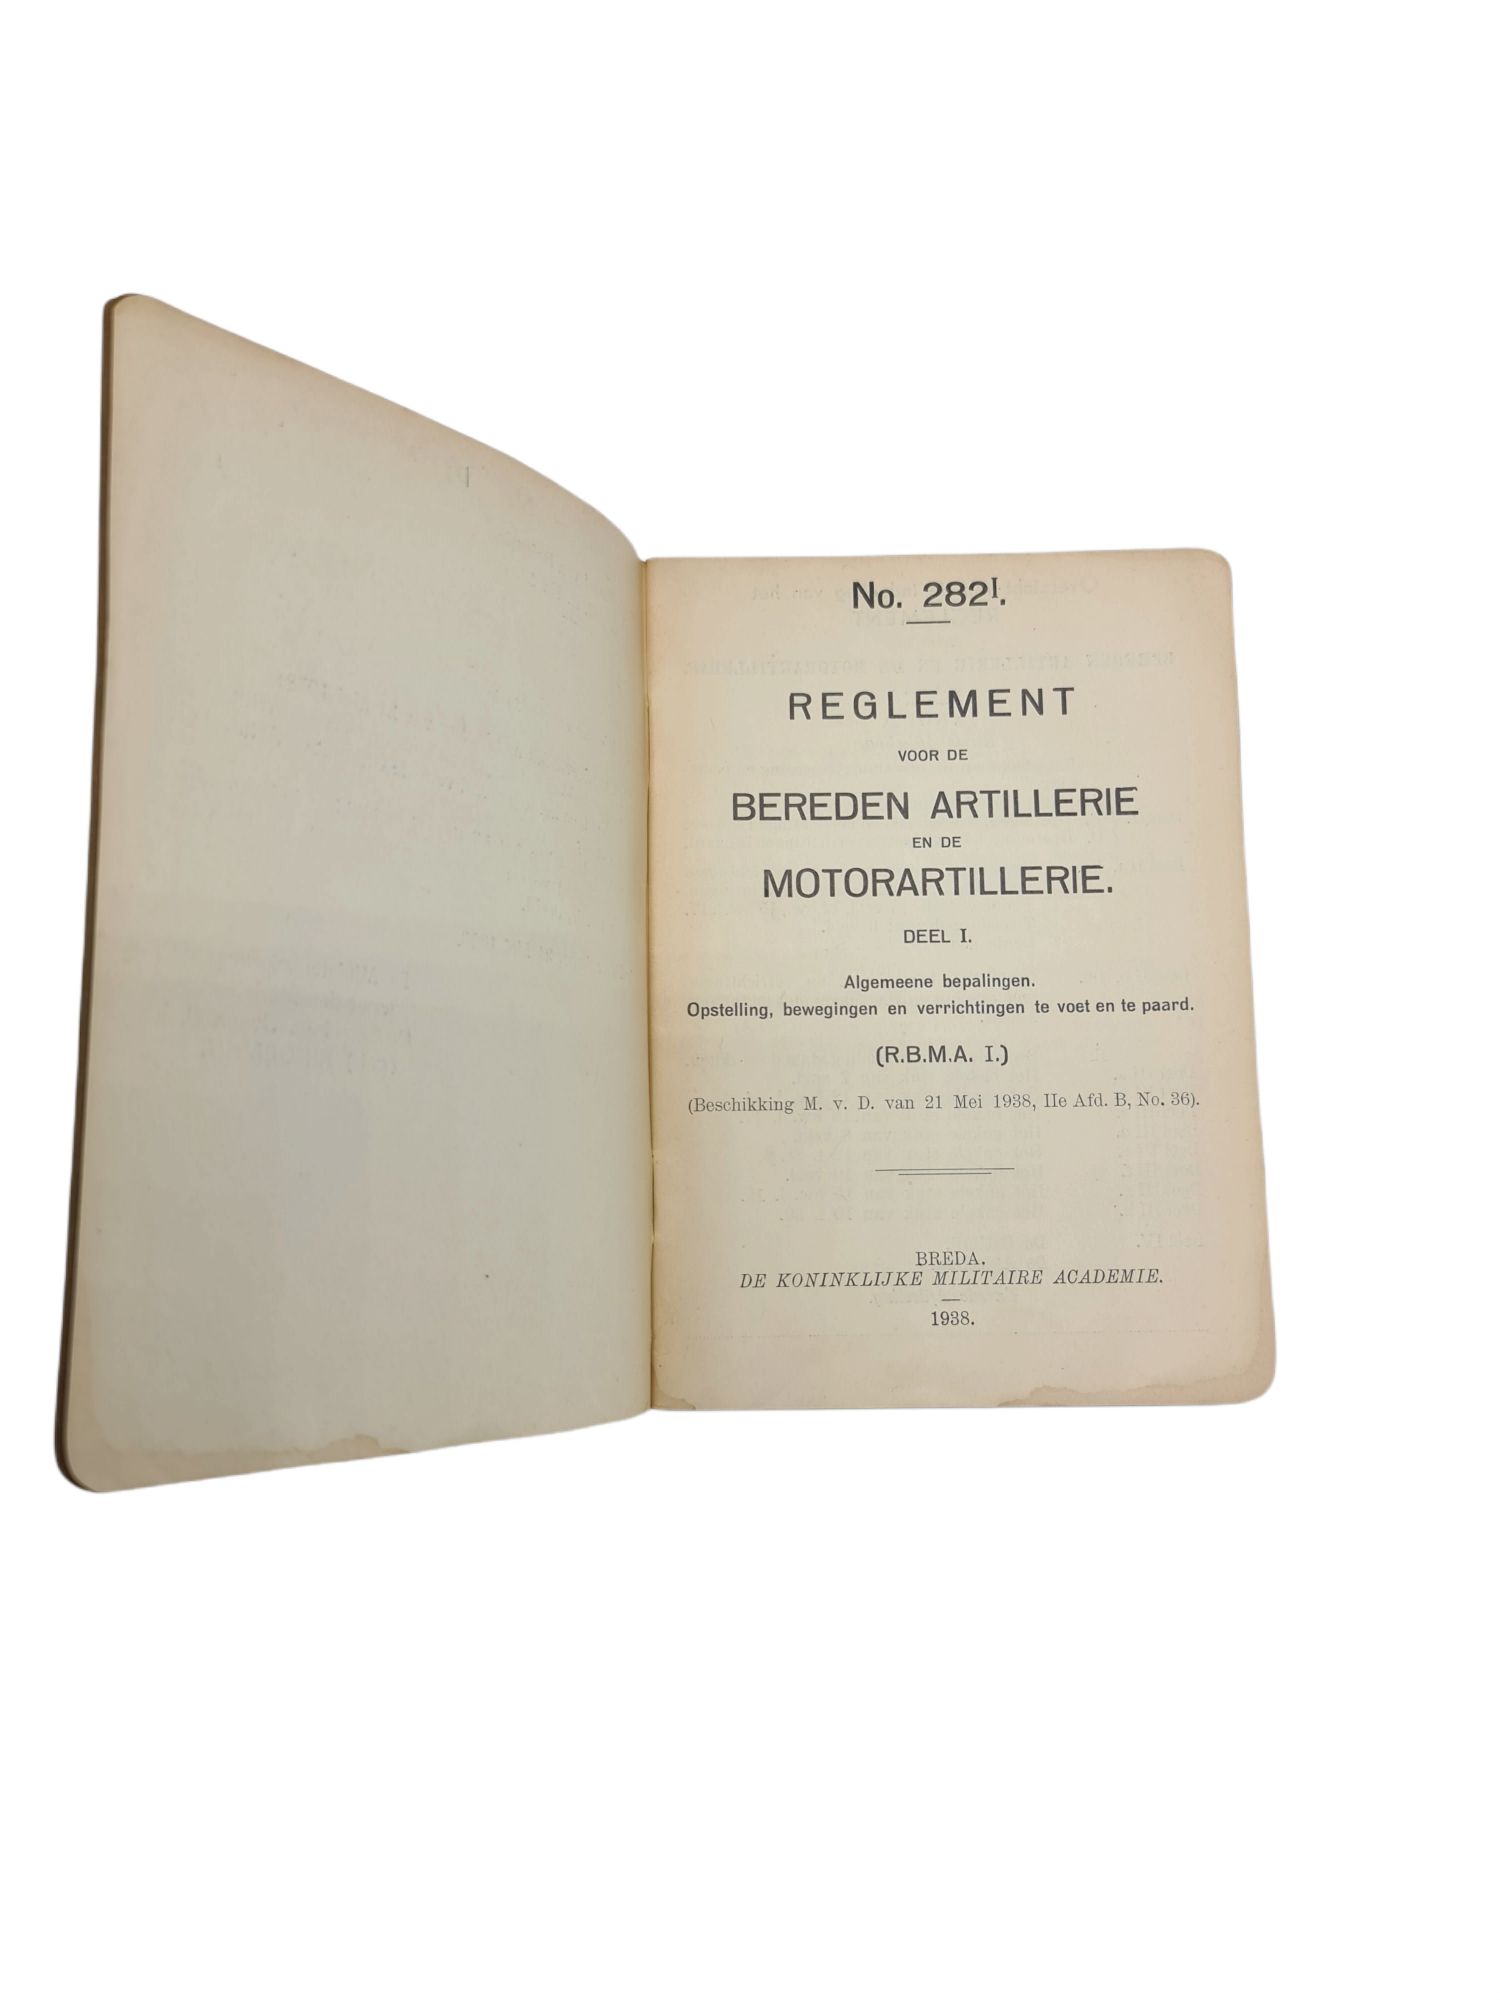 No. 282I.
REGLEMENT
VOOR DE
BEREDEN ARTILLERIE
EN DE
MOTORARTILLERIE.
DEEL I.
Algemeene bepalingen.
Opstelling, bewegingen en verrichtingen te voet en te paard.
(R.B.M.A. I.)
(Beschikking M. v. D. van 21 Mei 1938, IIe Afd. B, No. 36).
BREDA.
DE KONINKLIJKE MILITAIRE ACADEMIE.
1938.